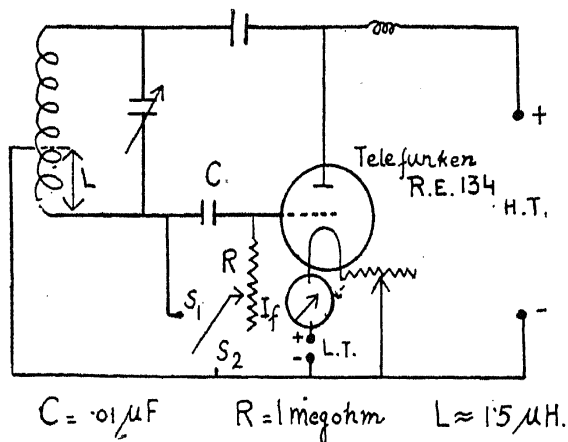 Telefunken
R.E. 134
C
+
L
H.T.
R
S1
If
+
L.T.
-
-
S2
C = .01 μF R = 1 megohm L ≈ 1.5 μH.